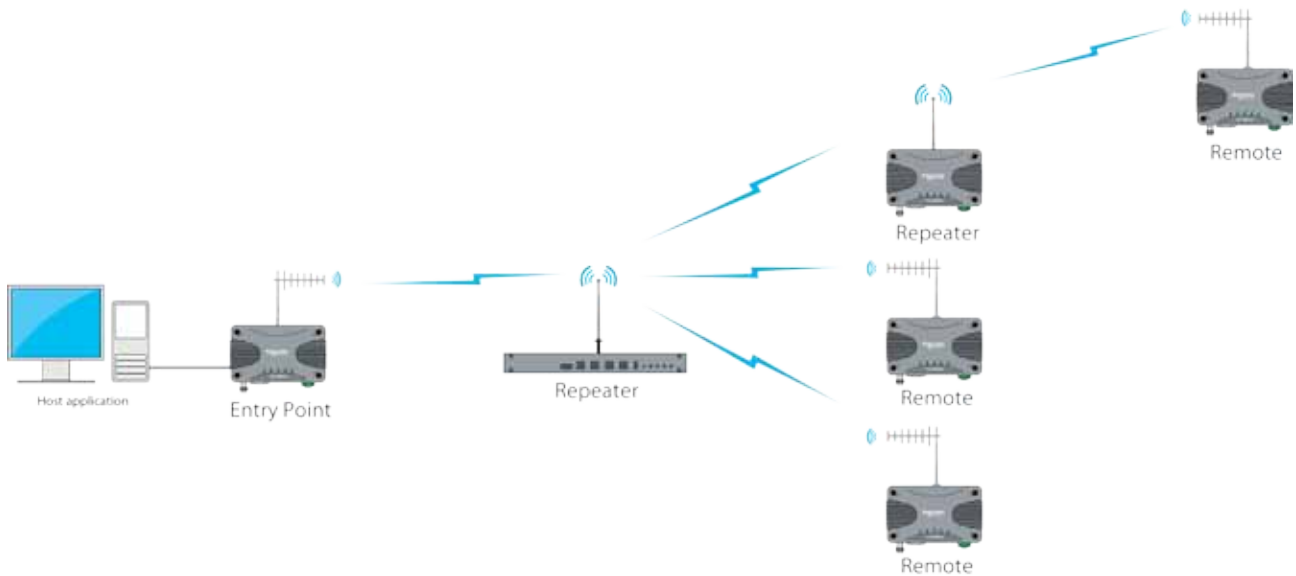 Remote
Repeater
Host application
Entry Point
Repeater
Remote
Remote